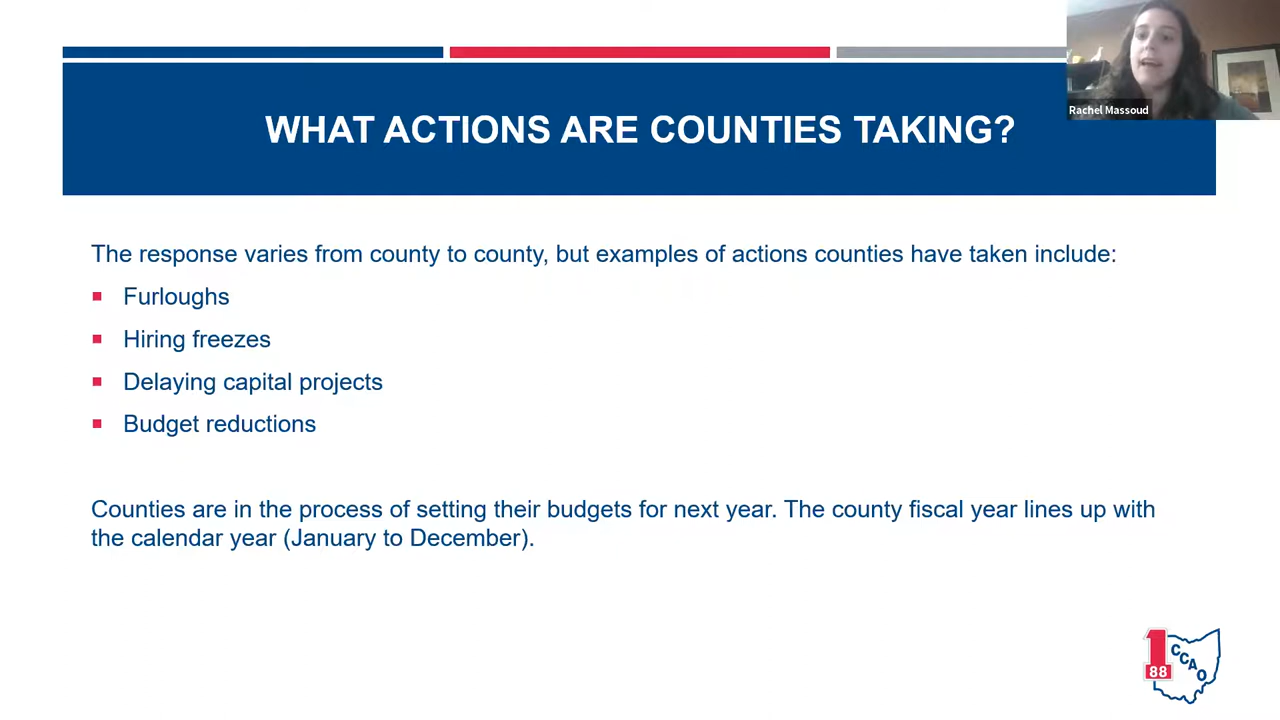 Rachel Massoud
WHAT ACTIONS ARE COUNTIES TAKING?
The response varies from county to county, but examples of actions counties have taken include:
Furloughs
Hiring freezes
Delaying capital projects
Budget reductions
Counties are in the process of setting their budgets for next year. The county fiscal year lines up with
the calendar year (January to December).
1
88
CCAO